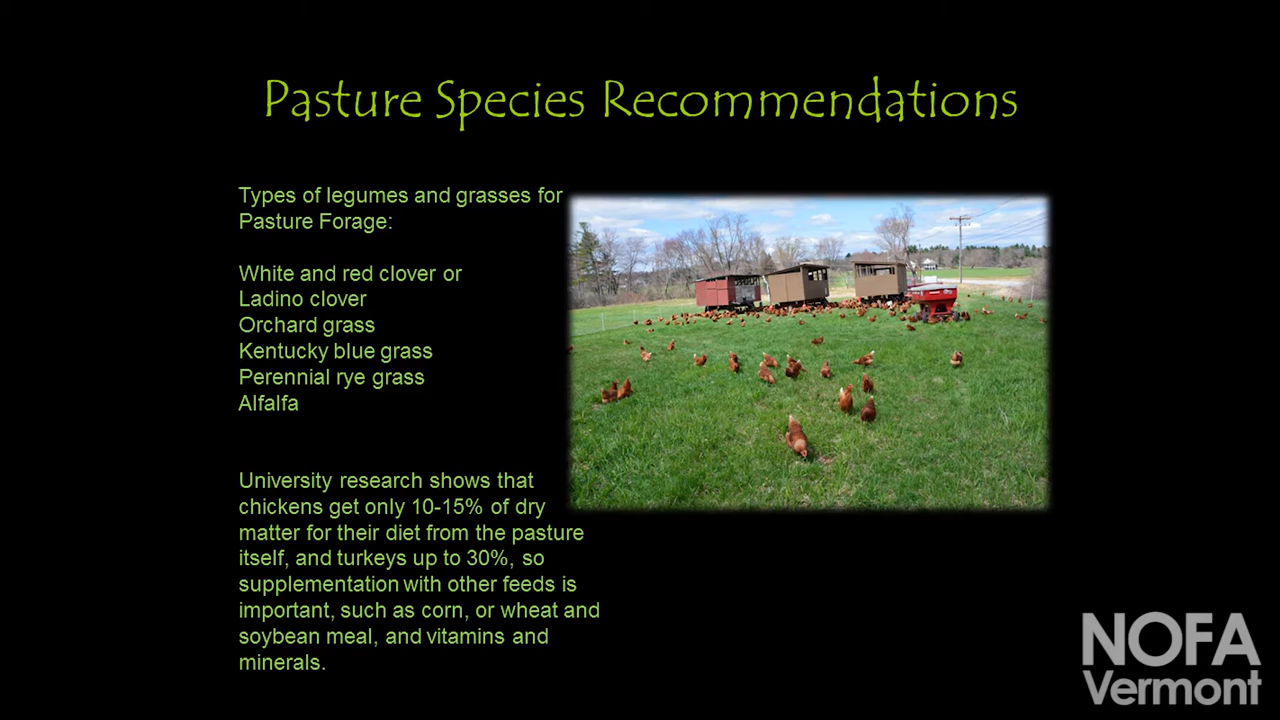 Pasture Species Recommendations
Types of legumes and grasses for
Pasture Forage:
White and red clover or
Ladino clover
Orchard grass
Kentucky blue grass
Perennial rye grass
Alfalfa
University research shows that
chickens get only 10-15% of dry
matter for their diet from the pasture
itself, and turkeys up to 30%, so
supplementation with other feeds is
important, such as corn, or wheat and
soybean meal, and vitamins and
minerals.
NOFA
Vermont